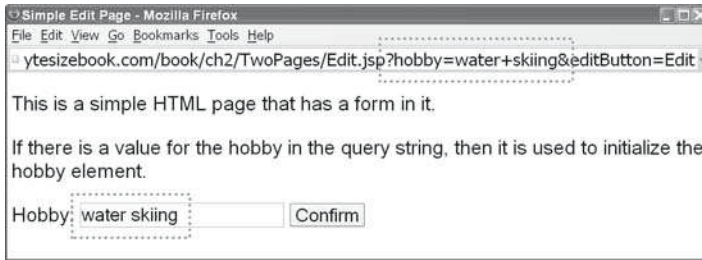 Simple Edit Page - Mozilla Firefox
File Edit View Go Bookmarks Tools Help
ytesizebook.com/book/ch2/TwoPages/Edit.jsp?hobby=water+skiing&editButton=Edit
This is a simple HTML page that has a form in it.
If there is a value for the hobby in the query string, then it is used to initialize the
hobby element.
Hobby: water skiing Confirm